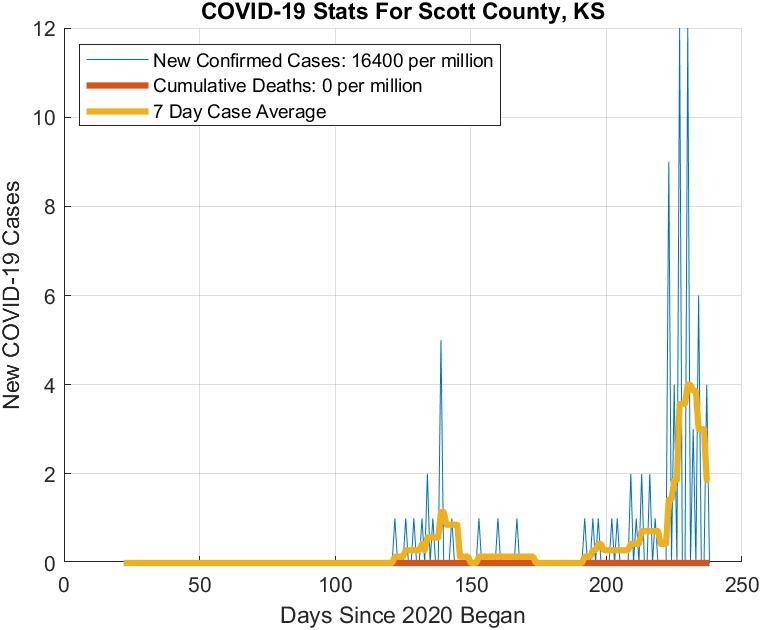 COVID-19 Stats For Scott County, KS
New Confirmed Cases: 16400 per million
Cumulative Deaths: 0 per million
7 Day Case Average
New COVID-19 Cases
12
10
8
6
4
2
0
0 50 100 150 200 250
Days Since 2020 Began